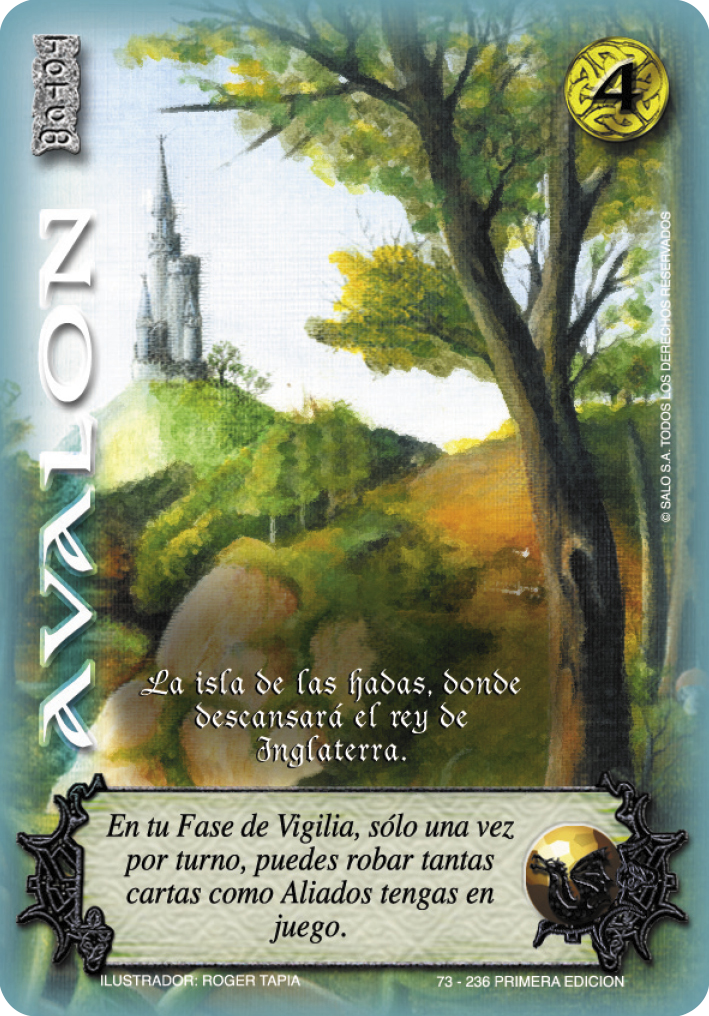 4
AVALON
© SALO S.A. TODOS LOS DERECHOS RESERVADOS
La isla de las hadas, donde
descansará el rey de
Inglaterra.
En tu Fase de Vigilia, sólo una vez
por turno, puedes robar tantas
cartas como Aliados tengas en
juego.
ILUSTRADOR: ROGER TAPIA
73 - 236 PRIMERA EDICION